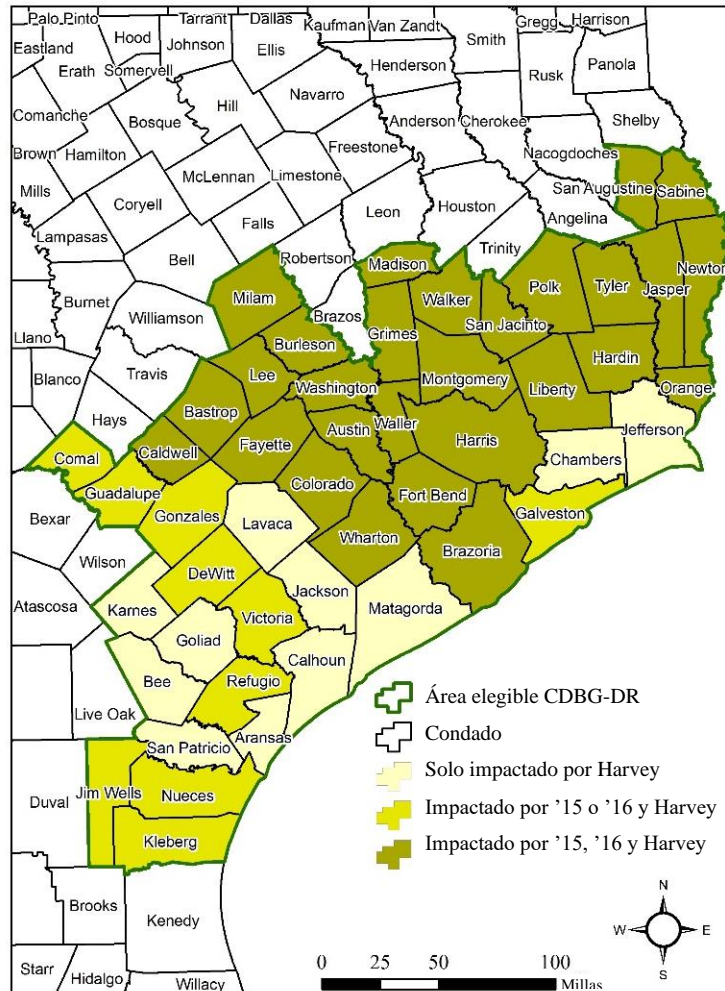 Palo Pinto
Tarrant
Dallas
Kaufman
Van Zandt
Gregg
Harrison
Eastland
Hood
Johnson
Ellis
Smith
Rusk
Panola
Erath
Somervell
Henderson
Comanche
Hill
Navarro
Anderson
Cherokee
Bosque
Shelby
Freestone
Nacogdoches
Brown
Hamilton
McLennan
Limestone
San Augustine
Sabine
Mills
Coryell
Leon
Houston
Angelina
Falls
Lampasas
Trinity
Bell
Robertson
Madison
Newton
Burnet
Milam
Walker
Polk
Tyler
Jasper
Williamson
Brazos
Grimes
San Jacinto
Llano
Burleson
Hardin
Blanco
Travis
Lee
Washington
Montgomery
Liberty
Orange
Hays
Bastrop
Austin
Waller
Jefferson
Comal
Caldwell
Fayette
Harris
Chambers
Guadalupe
Colorado
Fort Bend
Bexar
Gonzales
Lavaca
Galveston
Wharton
Brazoria
Wilson
DeWitt
Jackson
Atascosa
Karnes
Victoria
Matagorda
Goliad
Bee
Refugio
Calhoun
Live Oak
San Patricio
Aransas
Duval
Jim Wells
Nueces
Kleberg
Brooks
Kenedy
Starr
Hidalgo
Willacy
Área elegible CDBG-DR
Condado
Solo impactado por Harvey
Impactado por ’15 o ’16 y Harvey
Impactado por ’15, ’16 y Harvey
N
W E
S
0 25 50 100
Millas